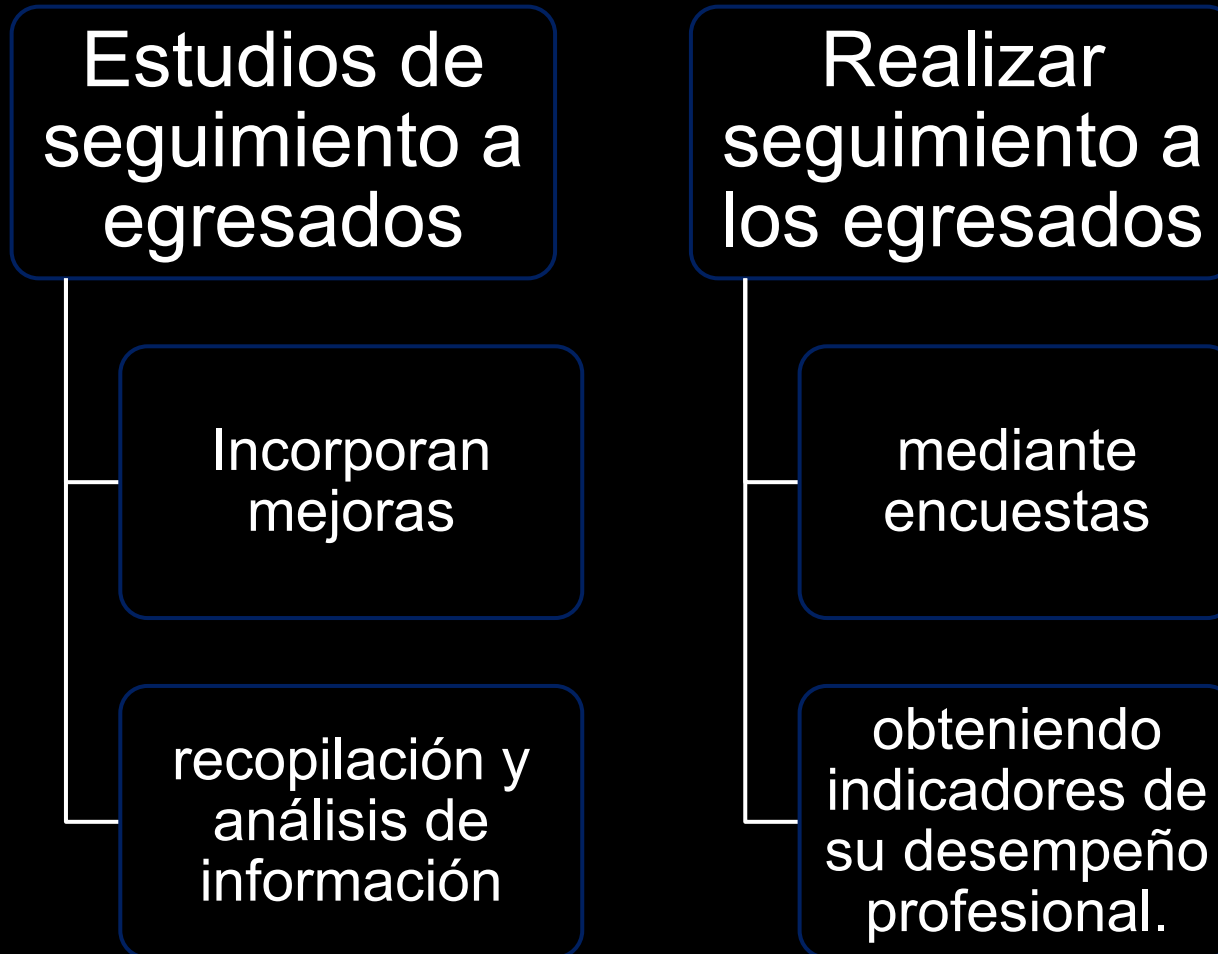 Estudios de
seguimiento a
egresados
Incorporan
mejoras
recopilación y
análisis de
información
Realizar
seguimiento a
los egresados
mediante
encuestas
obteniendo
indicadores de
su desempeño
profesional.